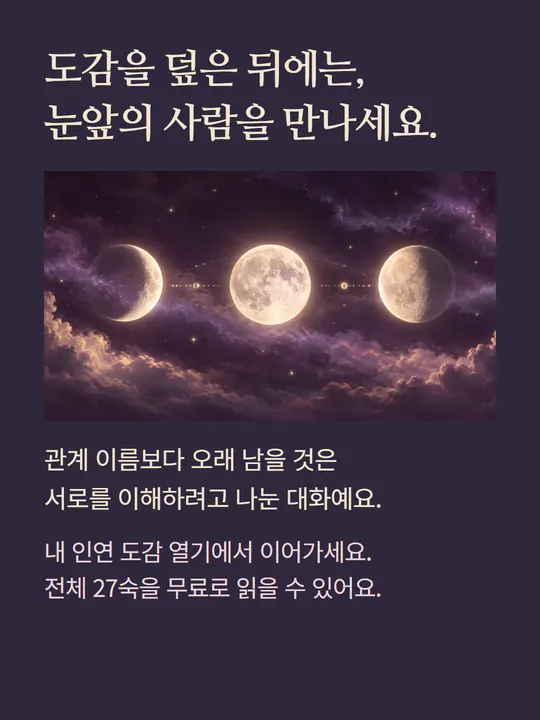 도감을 덮은 뒤에는,
눈앞의 사람을 만나세요.
관계 이름보다 오래 남을 것은
서로를 이해하려고 나눈 대화예요.
내 인연 도감 열기에서 이어가세요.
전체 27숙을 무료로 읽을 수 있어요.